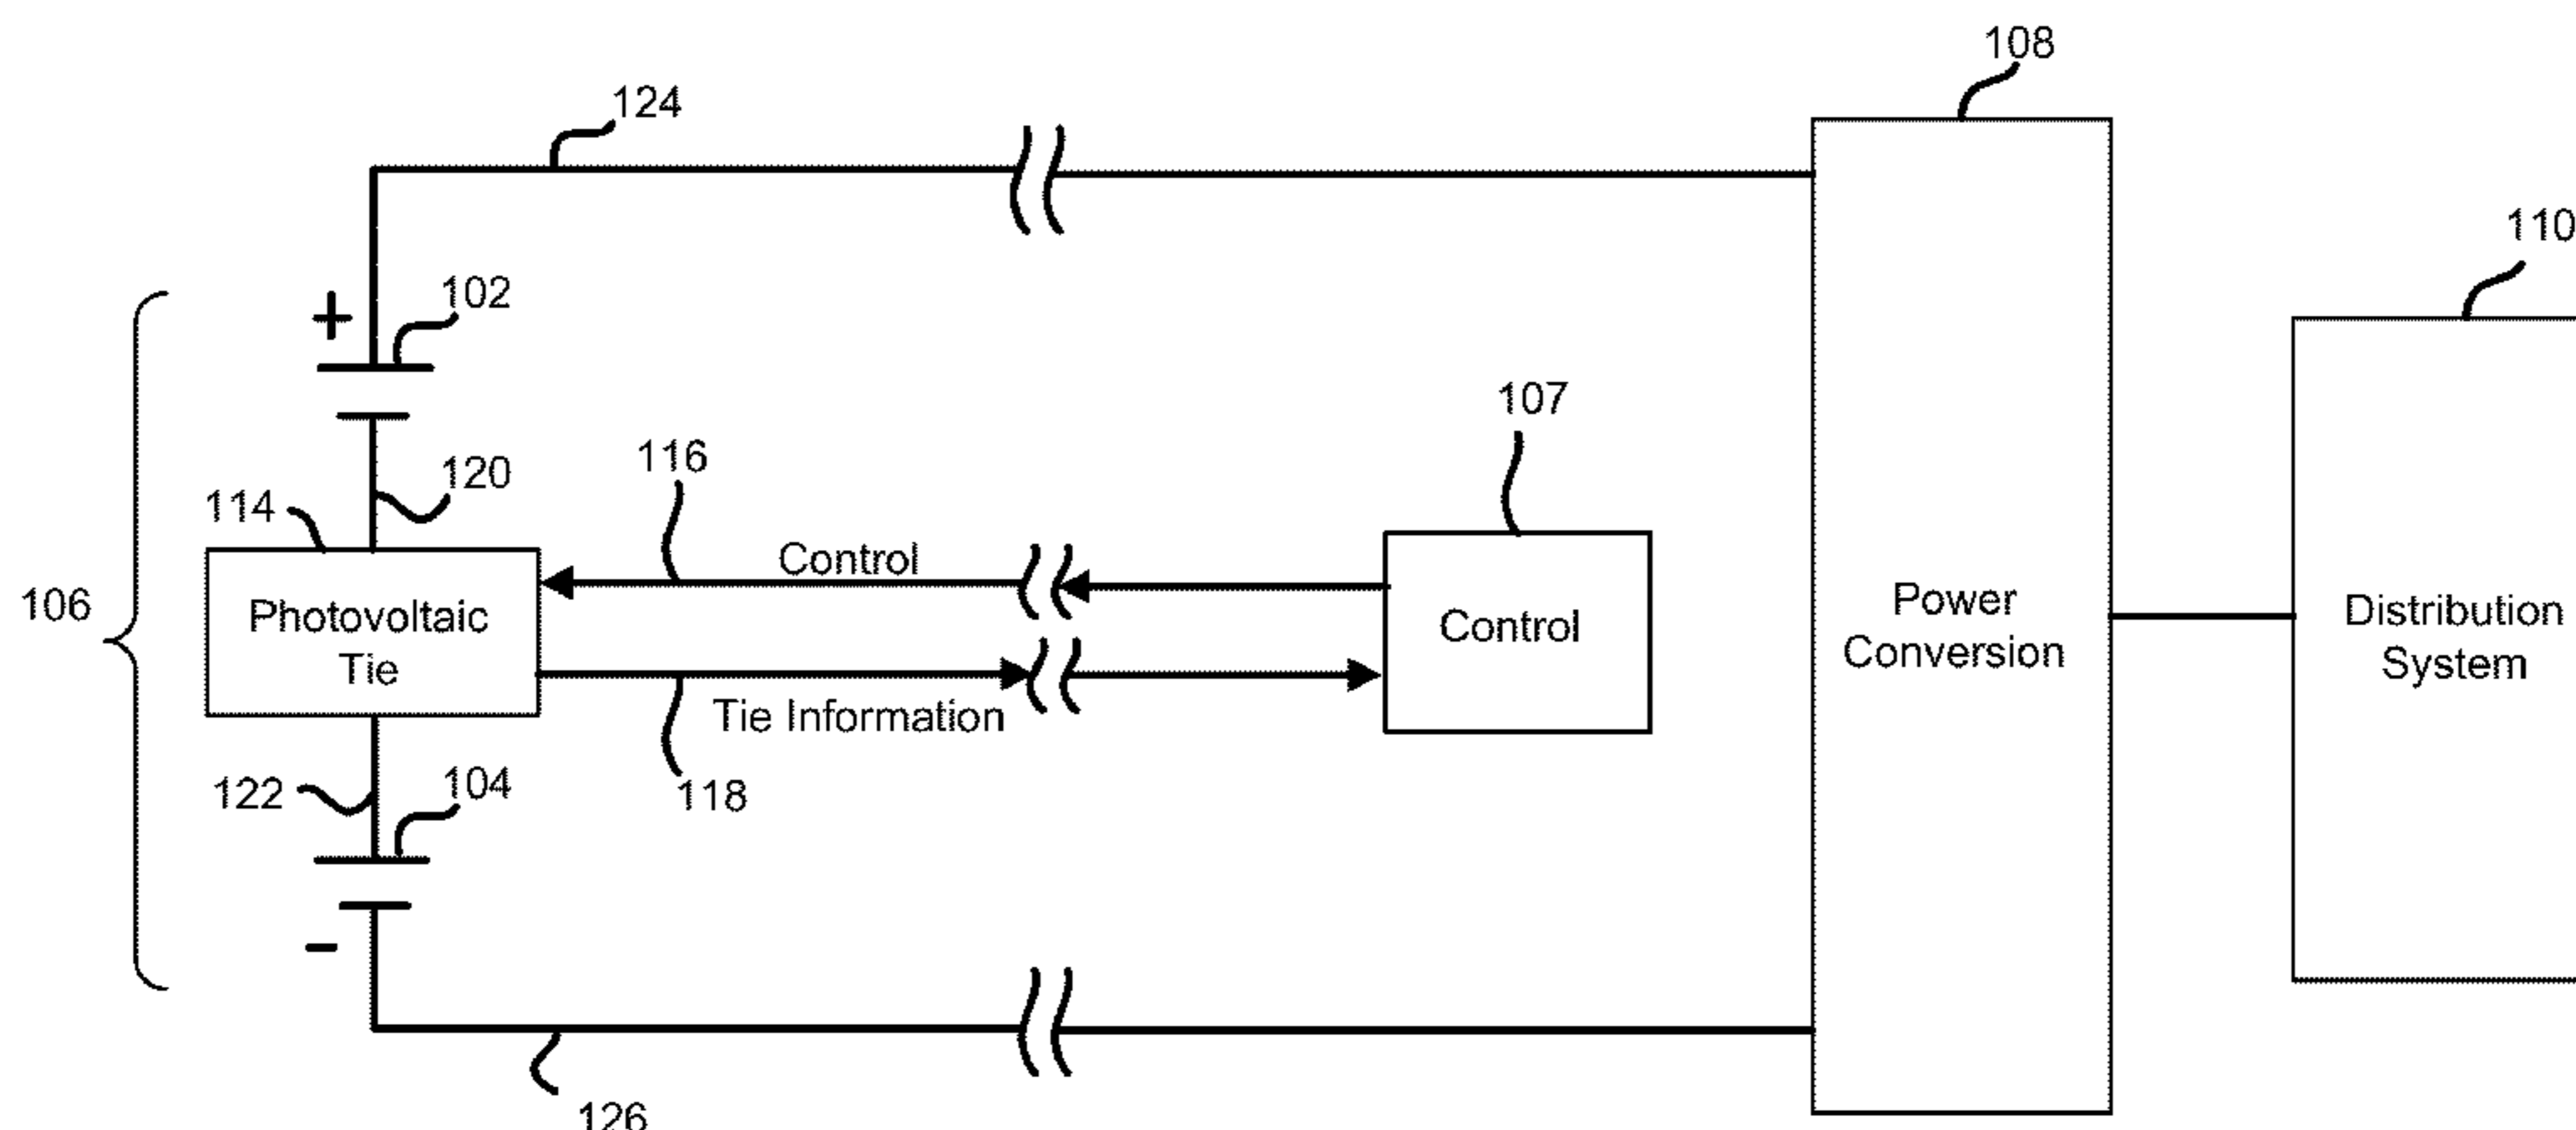 108
124
110
+
102
107
116
120
114
Control
106
Photovoltaic
Tie
Control
Power
Conversion
Distribution
System
Tie Information
118
122
104
-
126